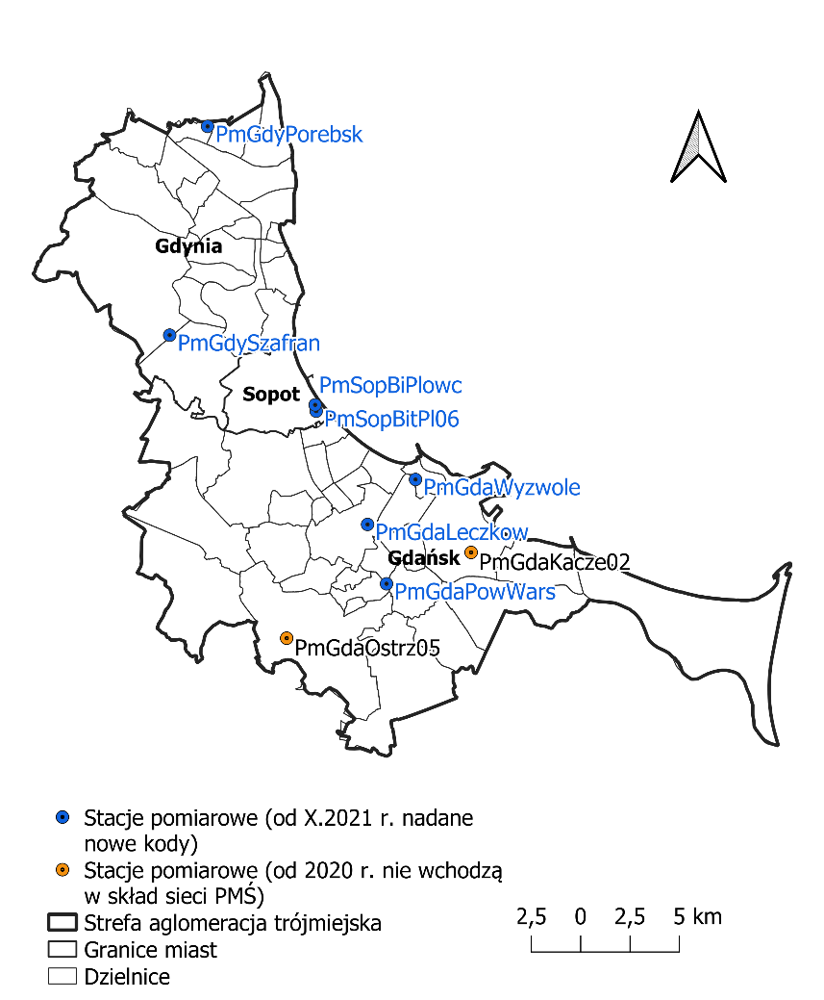 PmGdyPorebsk
Gdynia
PmGdySzafran
PmSopBiPlowc
Sopot
PmSopBitPl06
PmGdaWyzwole
PmGdaLeczkow
Gdańsk
PmGdaKacze02
PmGdaPowWars
PmGdaOstrz05
Stacje pomiarowe (od X.2021 r. nadane
nowe kody)
Stacje pomiarowe (od 2020 r. nie wchodzą
w skład sieci PMŚ)
Strefa aglomeracja trójmiejska
Granice miast
Dzielnice
2,5 0 2,5 5 km